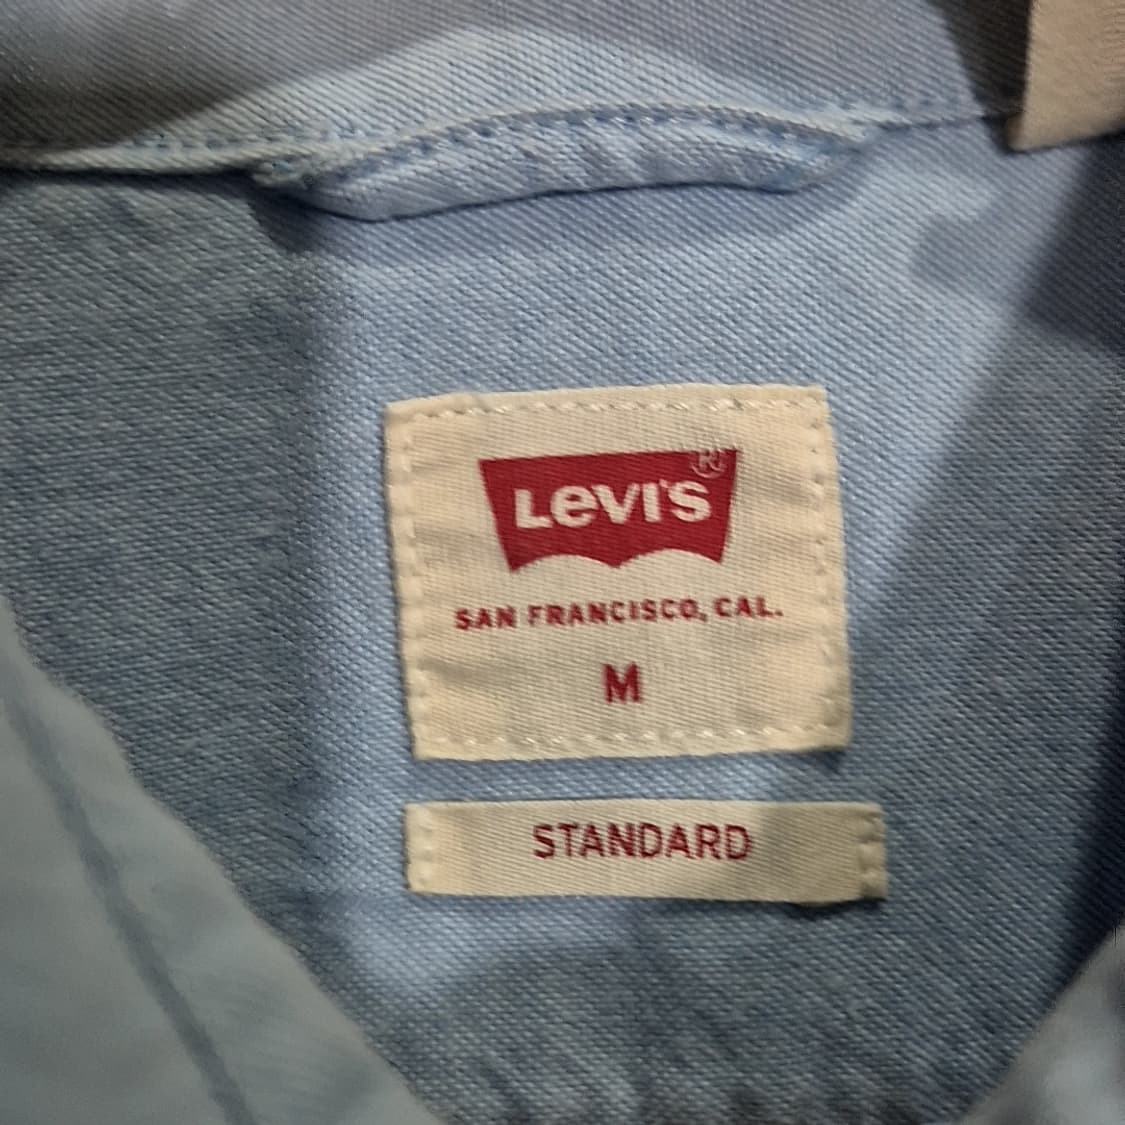 LEVI'S®
SAN FRANCISCO, CAL.
M
STANDARD